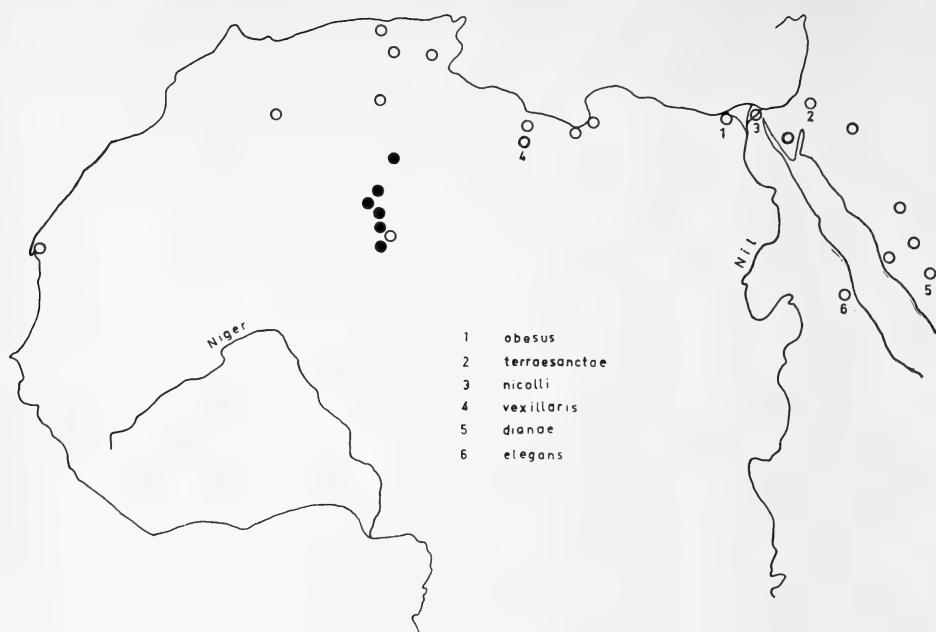 4
1
3
2
Nil
6
5
Niger
1 obesus
2 terraesanctae
3 nicolli
4 vexillaris
5 dianae
6 elegans